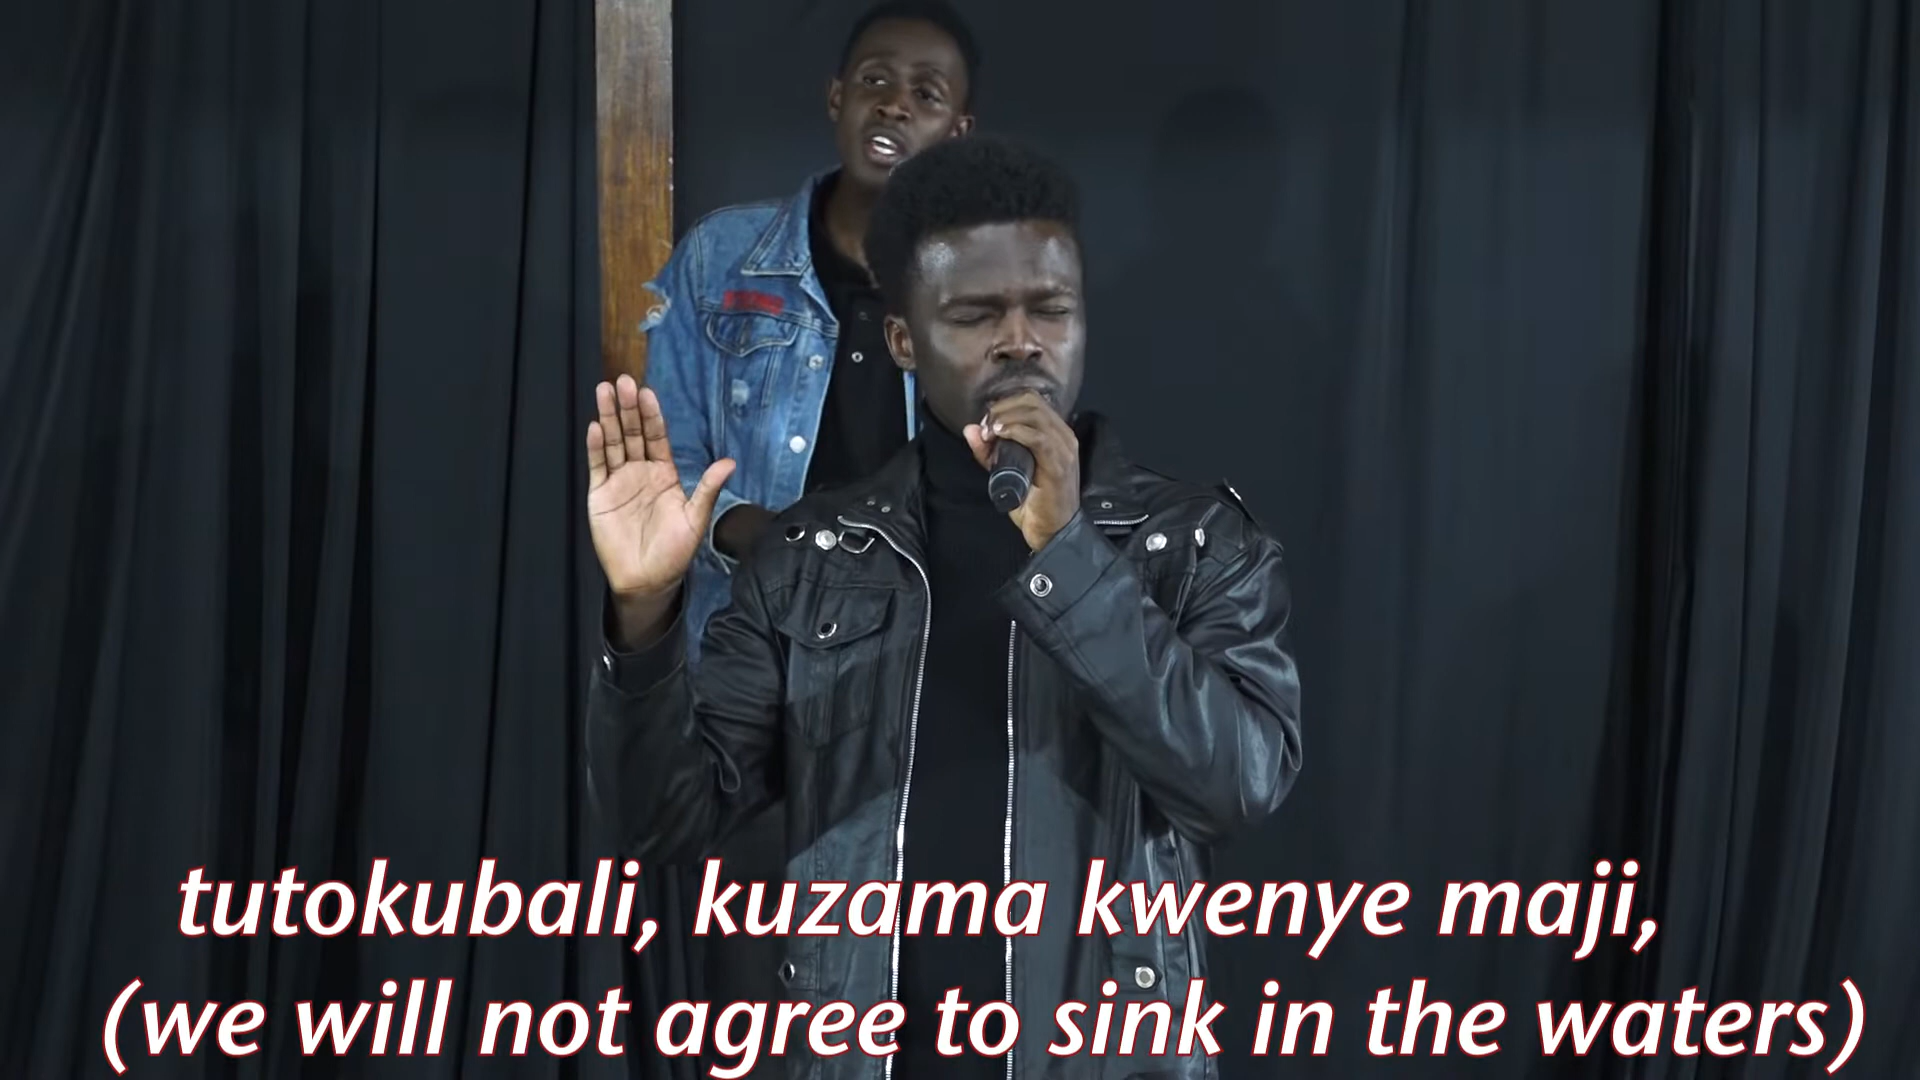 tutokubali, kuzama kwenye maji,
(we will not agree to sink in the waters)